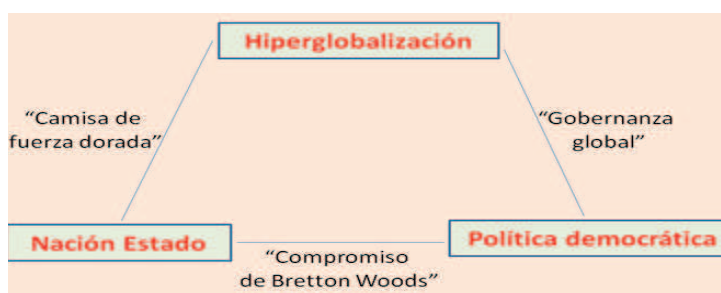 Hiperglobalización
“Camisa de
fuerza dorada”
“Gobernanza
global”
Nación Estado
“Compromiso
de Bretton Woods”
Política democrática